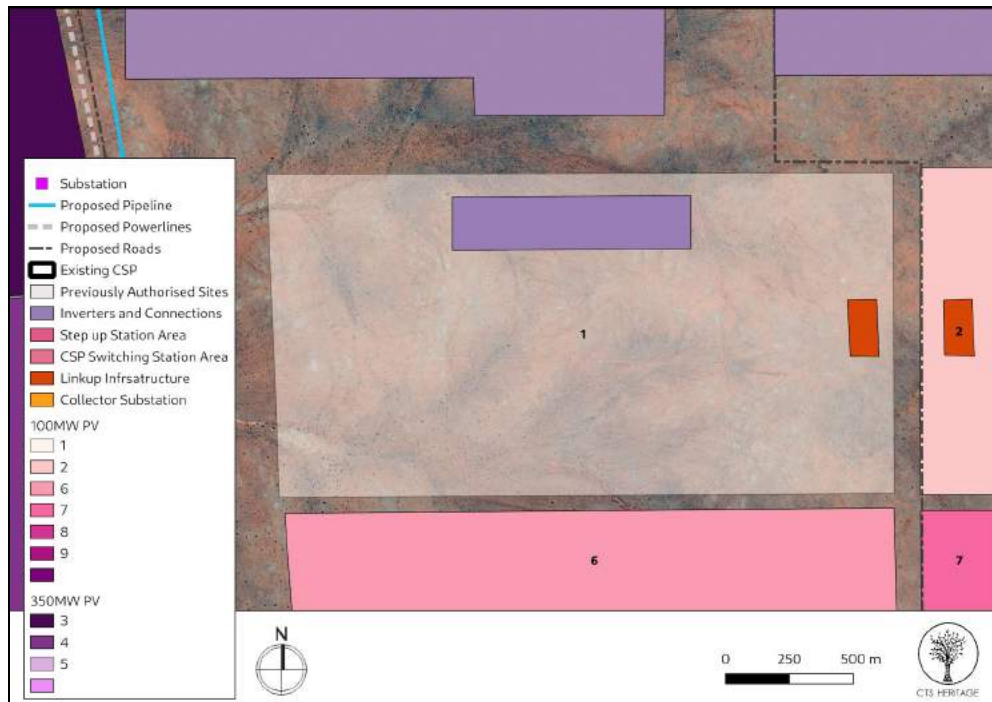 Substation
Proposed Pipeline
Proposed Powerlines
Proposed Roads
Existing CSP
Previously Authorised Sites
Inverters and Connections
Step up Station Area
CSP Switching Station Area
Linkup Infrsatructure
Collector Substation
100MW PV
1
2
6
7
8
9
350MW PV
3
4
5
1
2
6
7
N
0 250 500 m
CTS HERITAGE